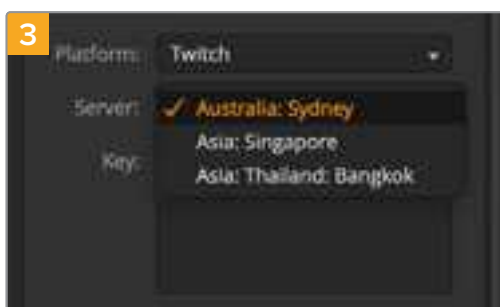 3
Platform: Twitch
Server: ✓ Australia: Sydney
Asia: Singapore
Key:
Asia: Thailand: Bangkok